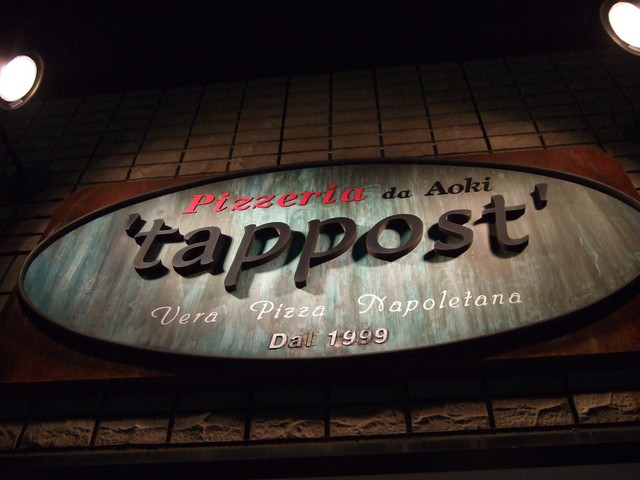 Pizzeria da Aoki
'tappost'
Vera Pizza Napoletana
Dal 1999